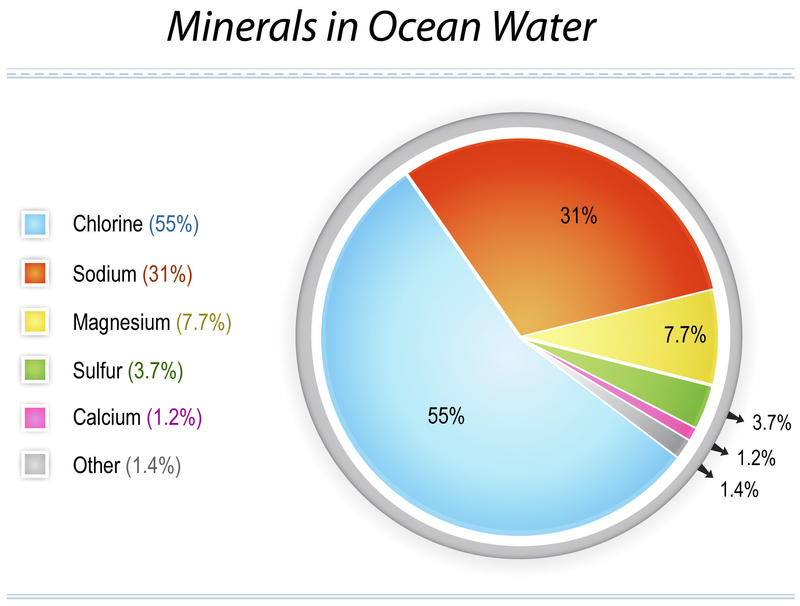 Minerals in Ocean Water
Chlorine (55%)
Sodium (31%)
Magnesium (7.7%)
Sulfur (3.7%)
Calcium (1.2%)
Other (1.4%)
31%
7.7%
55%
3.7%
1.2%
1.4%